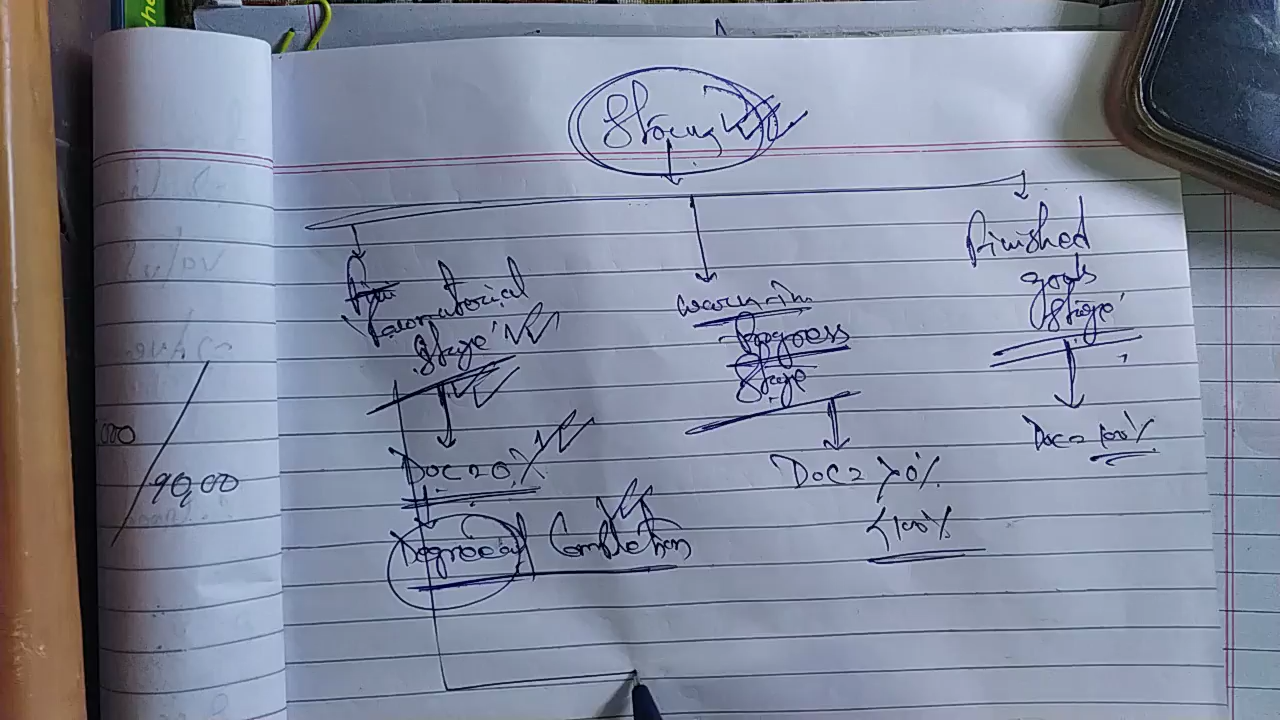 Finished
goods
Stage
Raw material
Stage
work-in
Progress
Stage
Doc = 0%
Doc = >0%
<100%
Doc = 100%
Degree of Completion
000
90,00